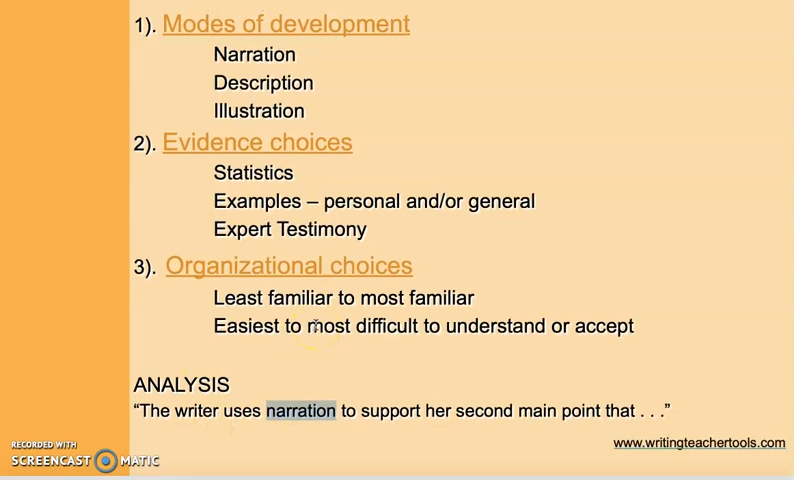 1). Modes of development
Narration
Description
Illustration
2). Evidence choices
Statistics
Examples – personal and/or general
Expert Testimony
3). Organizational choices
Least familiar to most familiar
Easiest to most difficult to understand or accept
ANALYSIS
“The writer uses narration to support her second main point that . . .”
www.writingteachertools.com
RECORDED WITH
SCREENCAST MATIC